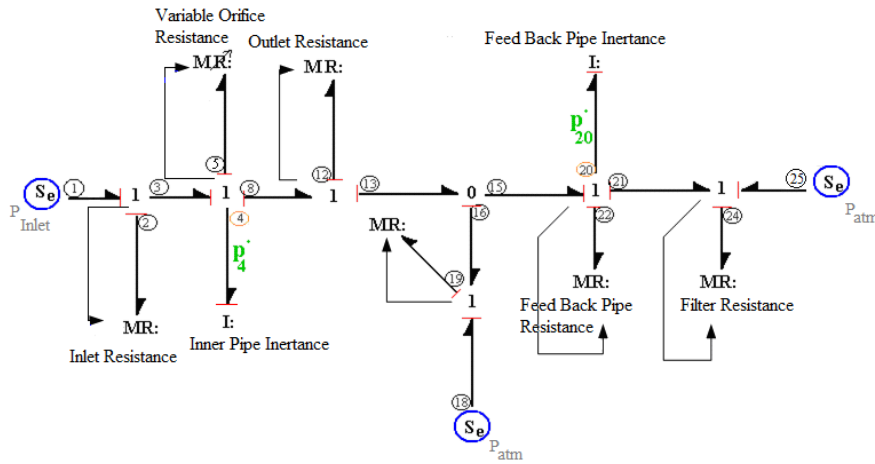 Variable Orifice
Resistance
Outlet Resistance
Feed Back Pipe Inertance
MR:
MR:
I:
p˙20
5
12
20
Se
1
3
8
13
15
21
25
Se
1
1
1
0
1
1
P Inlet
2
4
16
22
24
P atm
p˙4
MR:
19
1
MR:
MR:
MR:
I:
Feed Back Pipe
Resistance
Filter Resistance
Inner Pipe Inertance
Inlet Resistance
18
Se
P atm